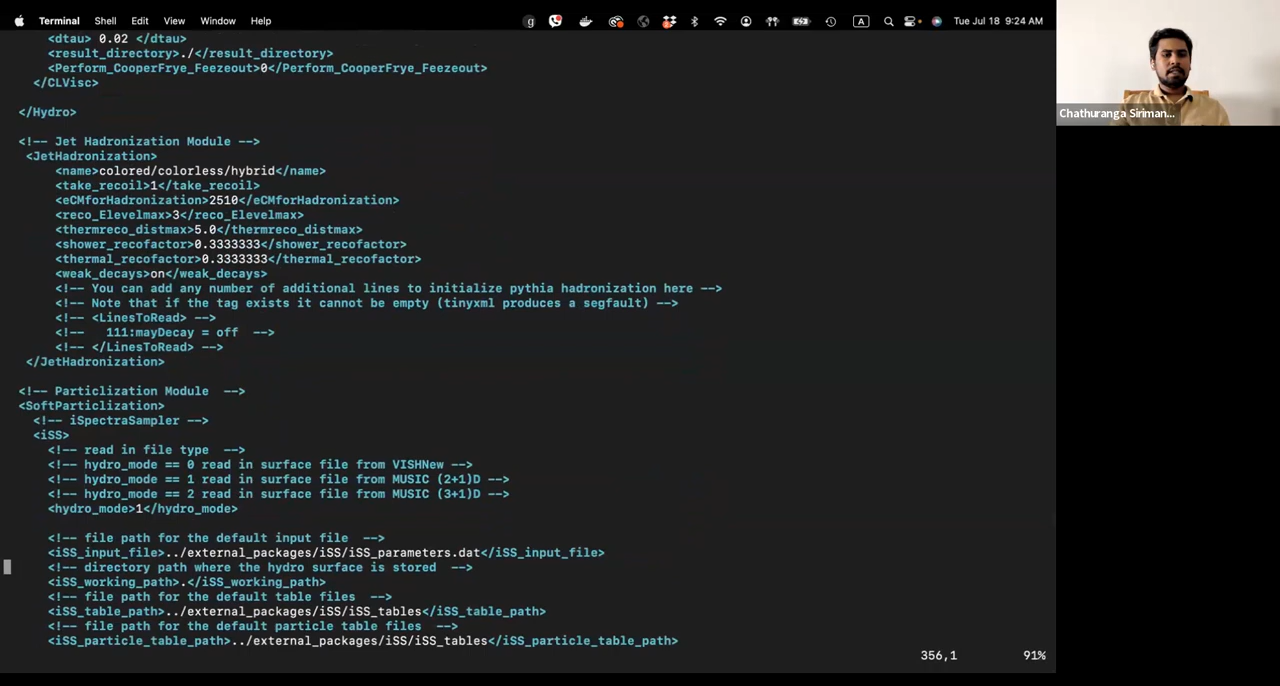 Terminal Shell Edit View Window Help
Tue Jul 18 9:24 AM
<dtau> 0.02 </dtau>
<result_directory>./</result_directory>
<Perform_CooperFrye_Feezeout>0</Perform_CooperFrye_Feezeout>
</CLVisc>
</Hydro>
<!-- Jet Hadronization Module -->
<JetHadronization>
<name>colored/colorless/hybrid</name>
<take_recoil>1</take_recoil>
<eCMforHadronization>2510</eCMforHadronization>
<reco_Elevelmax>3</reco_Elevelmax>
<thermreco_distmax>5.0</thermreco_distmax>
<shower_recofactor>0.3333333</shower_recofactor>
<thermal_recofactor>0.3333333</thermal_recofactor>
<weak_decays>on</weak_decays>
<!-- You can add any number of additional lines to initialize pythia hadronization here -->
<!-- Note that if the tag exists it cannot be empty (tinyxml produces a segfault) -->
<!-- <LinesToRead> -->
<!--   111:mayDecay = off  -->
<!-- </LinesToRead> -->
</JetHadronization>
<!-- Particlization Module  -->
<SoftParticlization>
<!-- iSpectraSampler -->
<iSS>
<!-- read in file type  -->
<!-- hydro_mode == 0 read in surface file from VISHNew -->
<!-- hydro_mode == 1 read in surface file from MUSIC (2+1)D -->
<!-- hydro_mode == 2 read in surface file from MUSIC (3+1)D -->
<hydro_mode>1</hydro_mode>
<!-- file path for the default input file  -->
<iSS_input_file>../external_packages/iSS/iSS_parameters.dat</iSS_input_file>
<!-- directory path where the hydro surface is stored  -->
<iSS_working_path>.</iSS_working_path>
<!-- file path for the default table files  -->
<iSS_table_path>../external_packages/iSS/iSS_tables</iSS_table_path>
<!-- file path for the default particle table files  -->
<iSS_particle_table_path>../external_packages/iSS/iSS_tables</iSS_particle_table_path>
356,1 91%
Chathuranga Siriman...